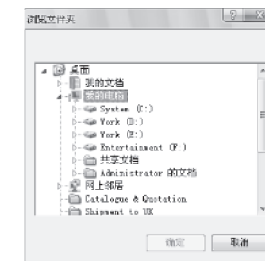 浏览文件夹
桌面
我的文档
我的电脑
System (C:)
Work (D:)
Work (E:)
Entertainment (F )
共享文档
Administrator 的文档
网上邻居
Catalogue & Quotation
Shipment to UK
确定
取消